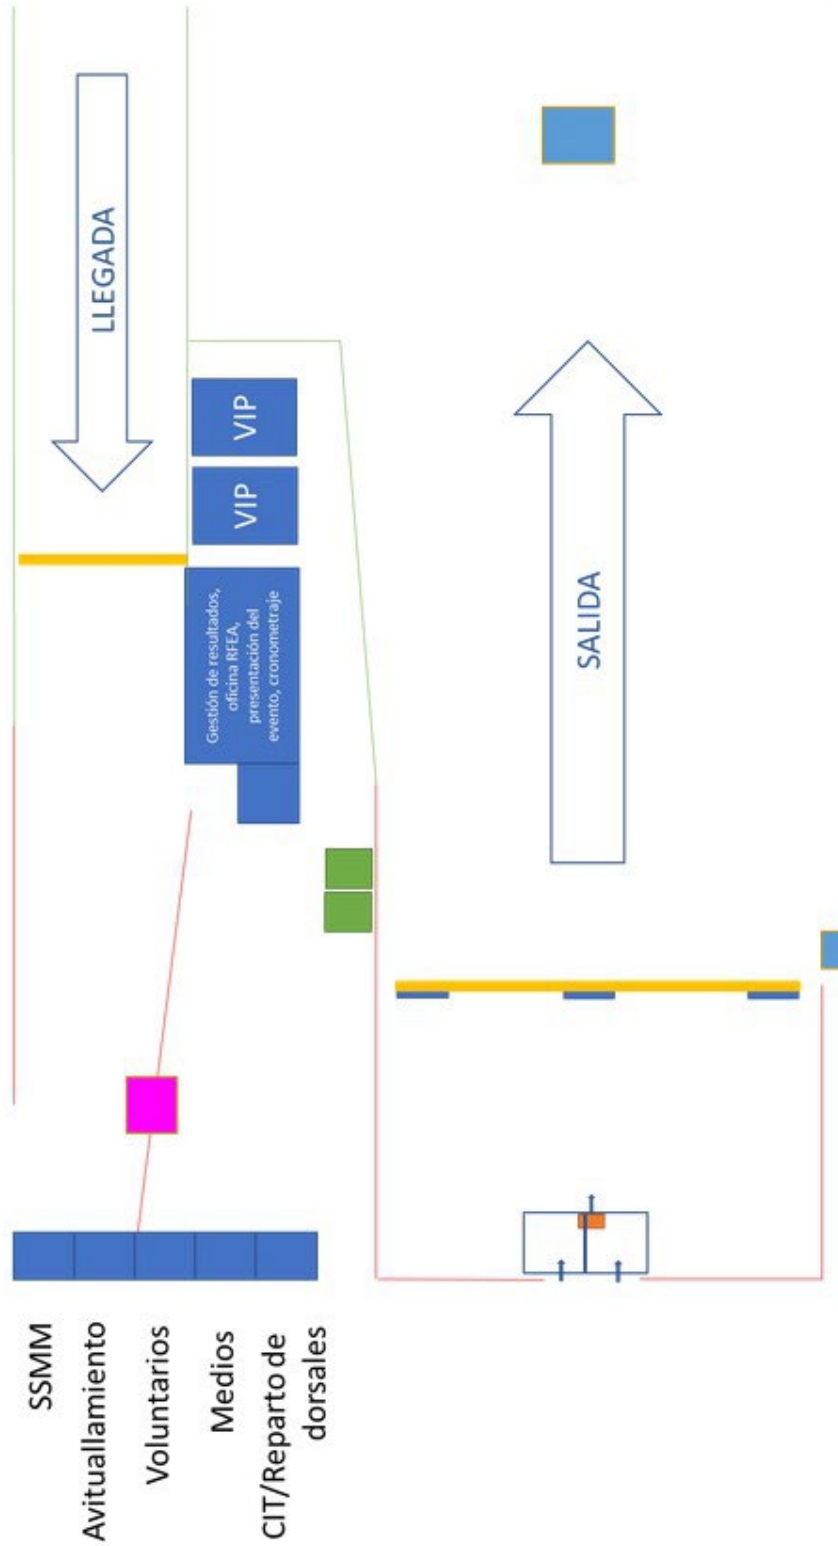 LLEGADA
VIP
VIP
Gestión de resultados,
oficina RFEA,
presentación del
evento, cronometraje
SALIDA
SSMM
Avituallamiento
Voluntarios
Medios
CIT/Reparto de
dorsales